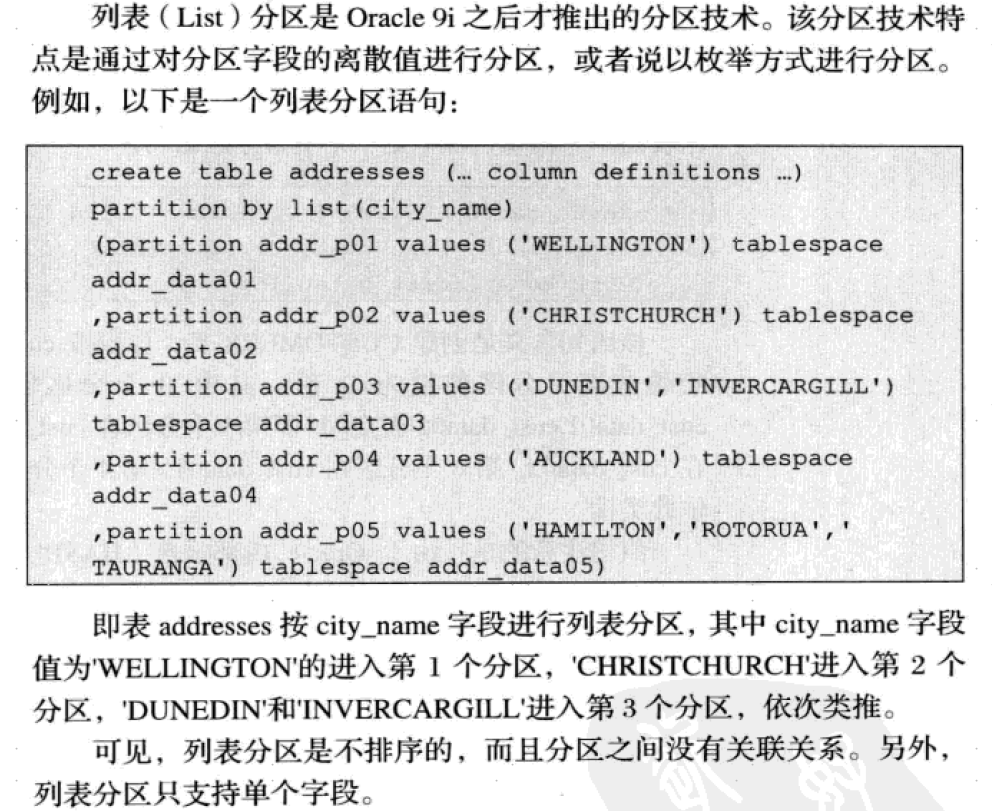 列表（List）分区是 Oracle 9i 之后才推出的分区技术。该分区技术特
点是通过对分区字段的离散值进行分区，或者说以枚举方式进行分区。
例如，以下是一个列表分区语句：
create table addresses (… column definitions …)
partition by list(city_name)
(partition addr_p01 values ('WELLINGTON') tablespace
addr_data01
,partition addr_p02 values ('CHRISTCHURCH') tablespace
addr_data02
,partition addr_p03 values ('DUNEDIN','INVERCARGILL')
tablespace addr_data03
,partition addr_p04 values ('AUCKLAND') tablespace
addr_data04
,partition addr_p05 values ('HAMILTON','ROTORUA','
TAURANGA') tablespace addr_data05)
即表 addresses 按 city_name 字段进行列表分区，其中 city_name 字段
值为'WELLINGTON'的进入第 1 个分区，'CHRISTCHURCH'进入第 2 个
分区，'DUNEDIN'和'INVERCARGILL'进入第 3 个分区，依次类推。
可见，列表分区是不排序的，而且分区之间没有关联关系。另外，
列表分区只支持单个字段。